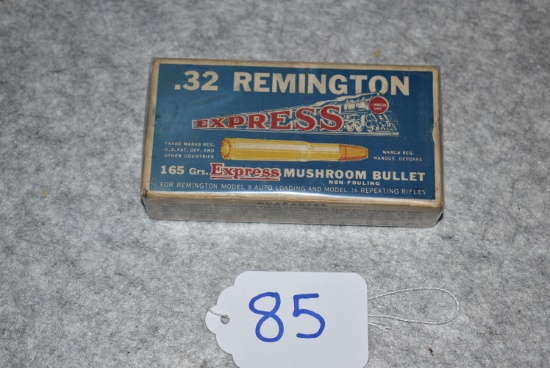 .32 REMINGTON
EXPRESS
TRADE MARKS REG.
U.S. PAT. OFF. AND
OTHER COUNTRIES
MARCA REG.
MARQUE DEPOSEE
165 Grs. Express MUSHROOM BULLET
NON-FOULING
FOR REMINGTON MODEL 8 AUTO LOADING AND MODEL 14 REPEATING RIFLES
85